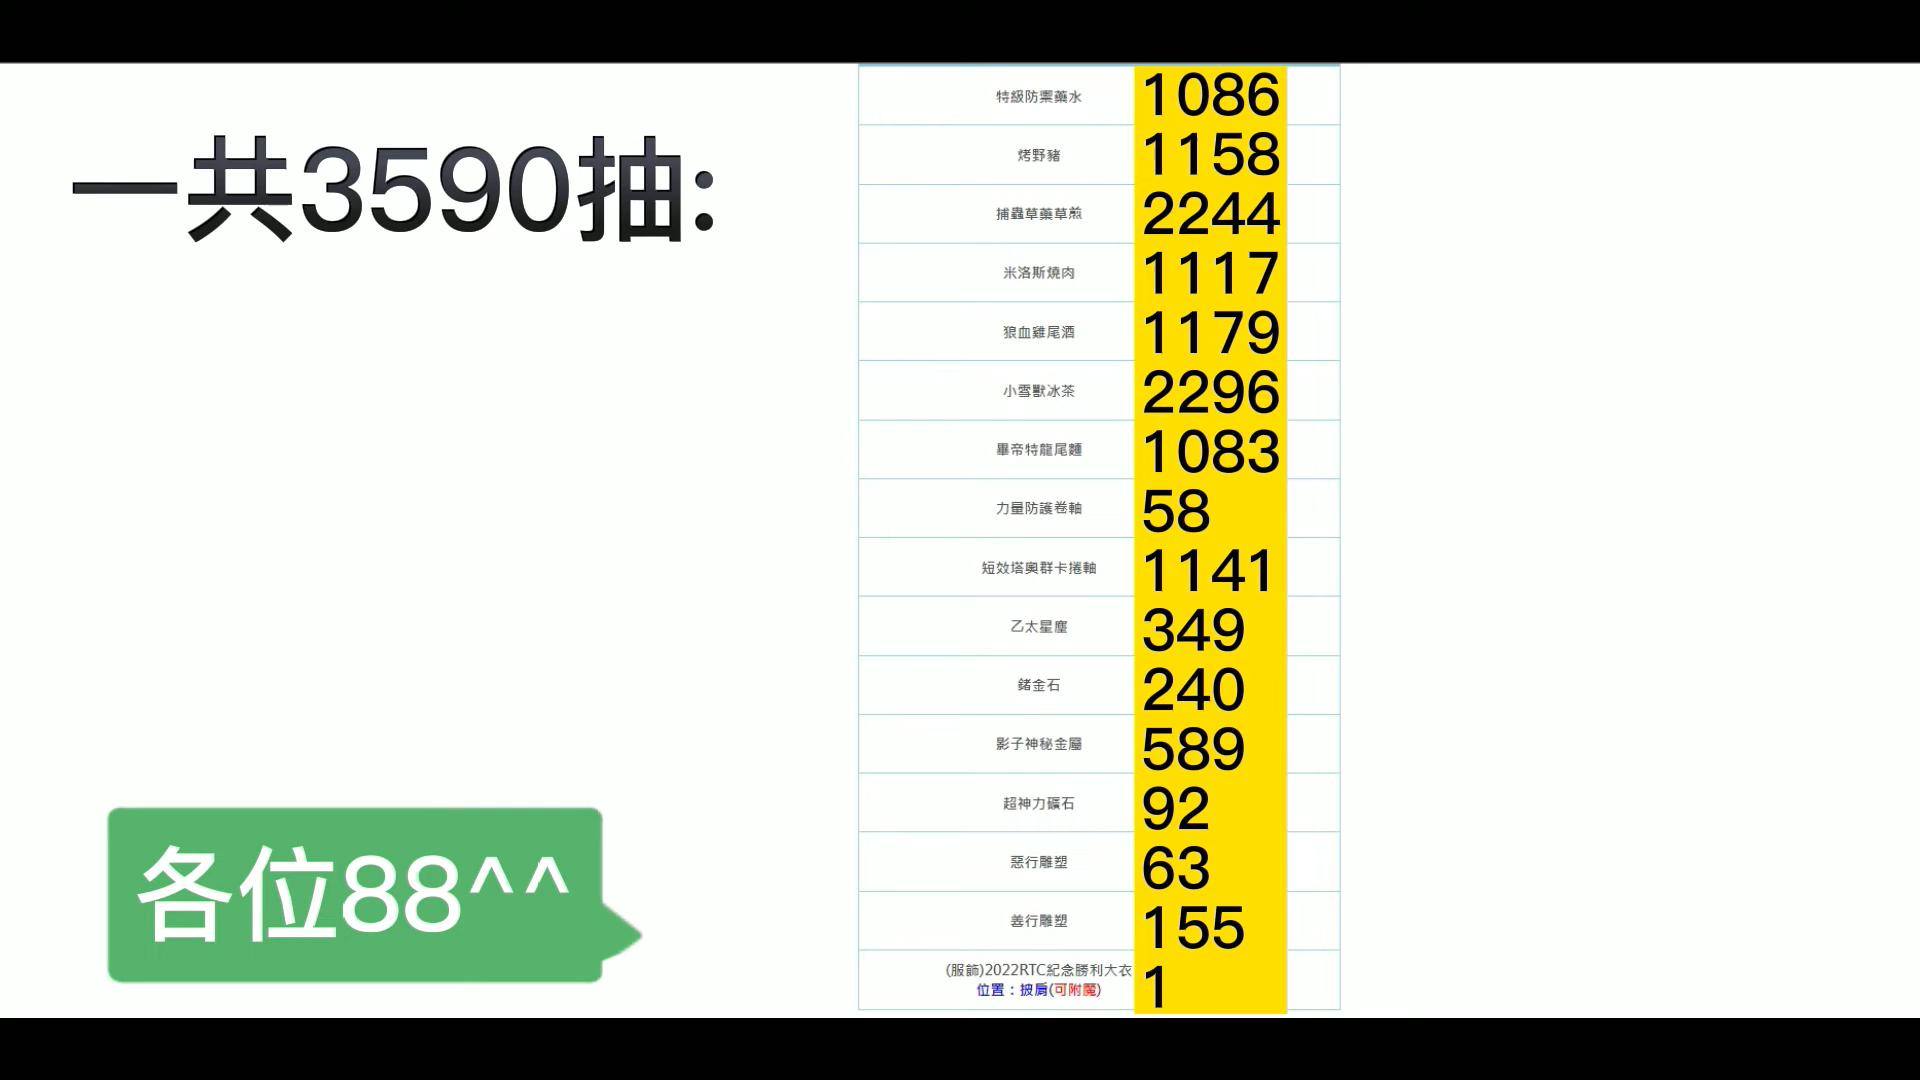 一共3590抽:
特級防禦藥水 1086
烤野豬 1158
捕蟲草藥草煎 2244
米洛斯燒肉 1117
狼血雞尾酒 1179
小雪獸冰茶 2296
畢帝特龍尾麵 1083
力量防護卷軸 58
短效塔奧群卡捲軸 1141
乙太星塵 349
鍺金石 240
影子神秘金屬 589
超神力礦石 92
惡行雕塑 63
善行雕塑 155
(服飾)2022RTC紀念勝利大衣 1
位置：披肩(可附魔)
各位88^^